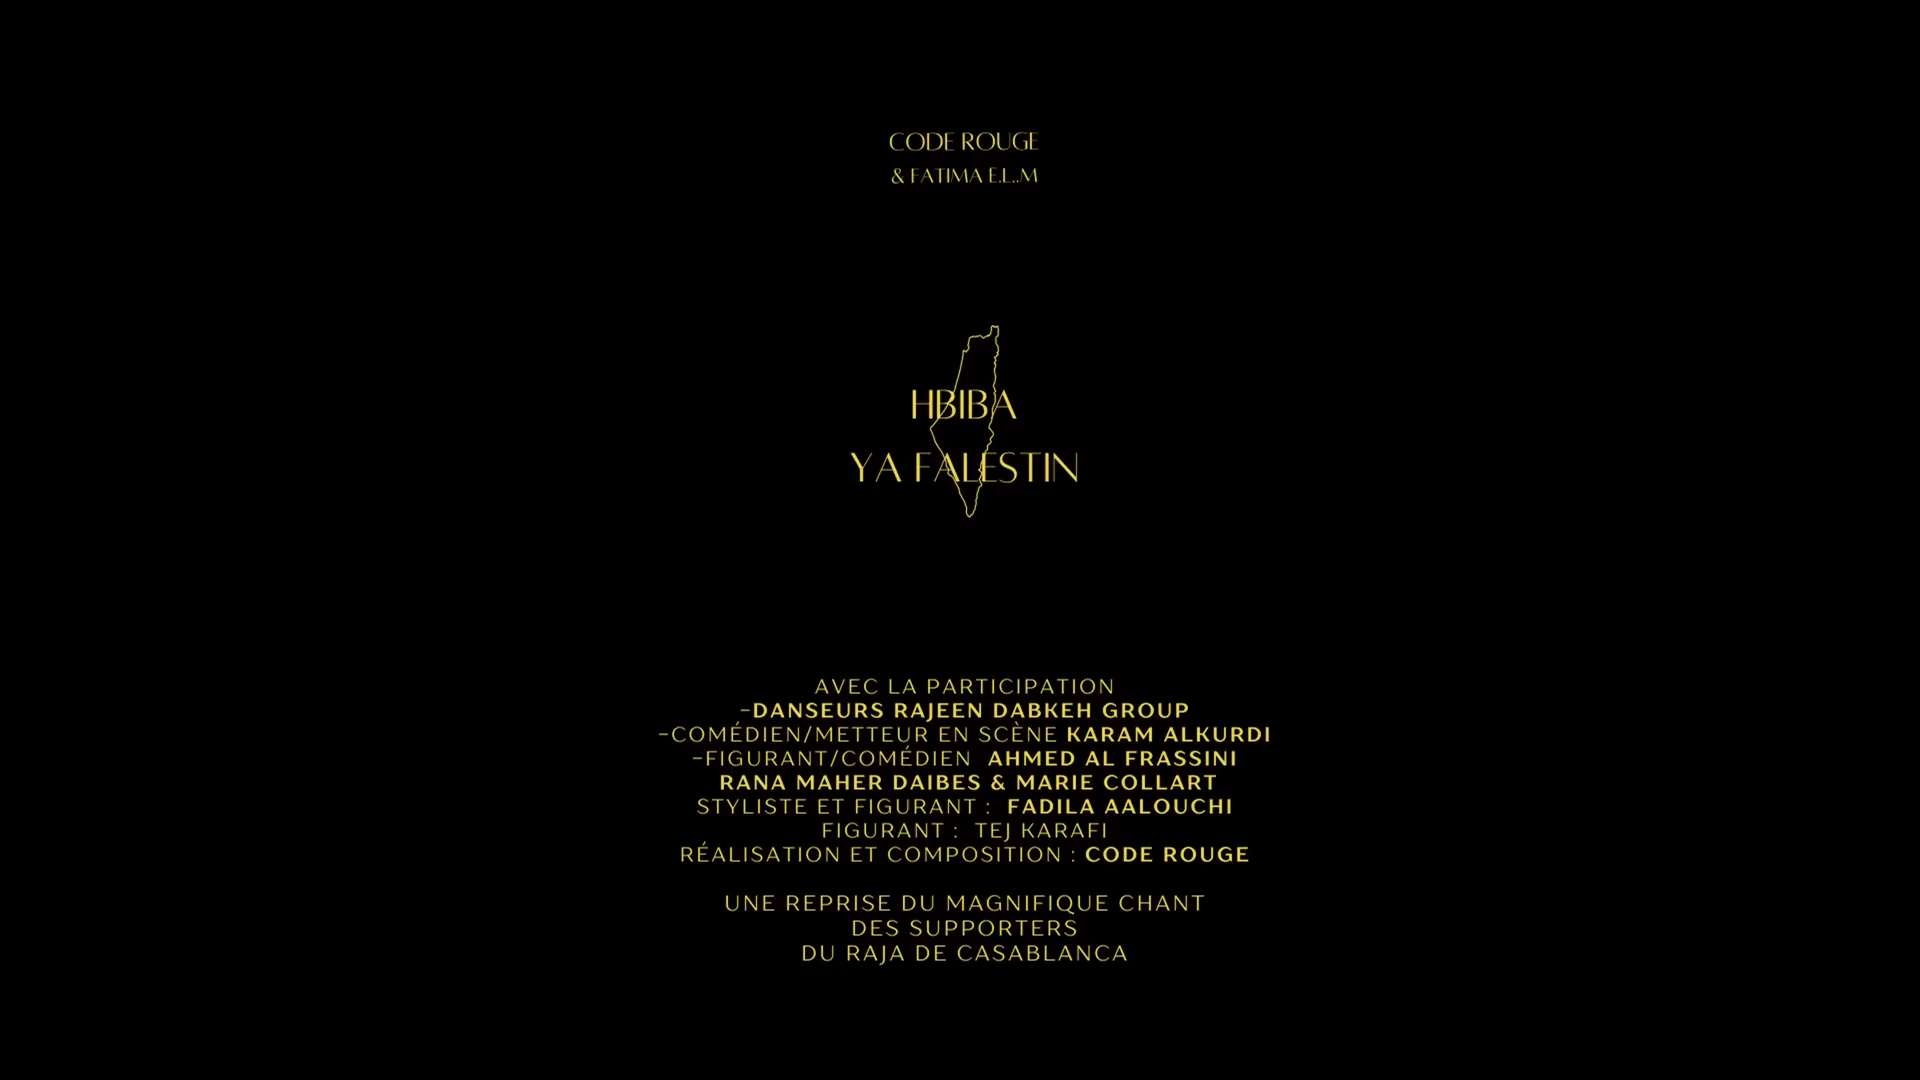 CODE ROUGE
& FATIMA E.L..M
HBIBA
YA FALESTIN
AVEC LA PARTICIPATION
-DANSEURS RAJEEN DABKEH GROUP
-COMÉDIEN/METTEUR EN SCÈNE KARAM ALKURDI
-FIGURANT/COMÉDIEN AHMED AL FRASSINI
RANA MAHER DAIBES & MARIE COLLART
STYLISTE ET FIGURANT : FADILA AALOUCHI
FIGURANT : TEJ KARAFI
RÉALISATION ET COMPOSITION : CODE ROUGE
UNE REPRISE DU MAGNIFIQUE CHANT
DES SUPPORTERS
DU RAJA DE CASABLANCA